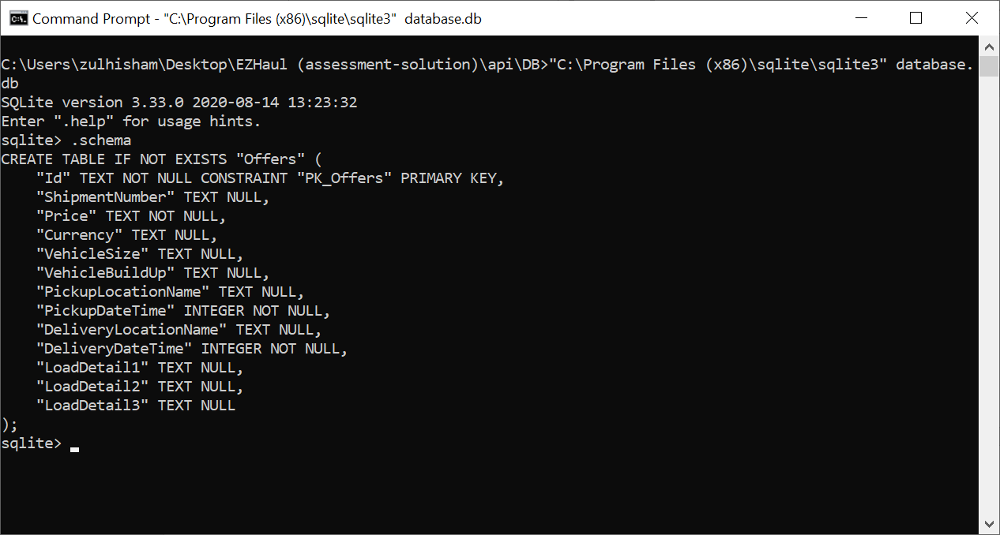 Command Prompt - "C:\Program Files (x86)\sqlite\sqlite3"  database.db
C:\Users\zulhisham\Desktop\EZHaul (assessment-solution)\api\DB>"C:\Program Files (x86)\sqlite\sqlite3" database.
db
SQLite version 3.33.0 2020-08-14 13:23:32
Enter ".help" for usage hints.
sqlite> .schema
CREATE TABLE IF NOT EXISTS "Offers" (
    "Id" TEXT NOT NULL CONSTRAINT "PK_Offers" PRIMARY KEY,
    "ShipmentNumber" TEXT NULL,
    "Price" TEXT NOT NULL,
    "Currency" TEXT NULL,
    "VehicleSize" TEXT NULL,
    "VehicleBuildUp" TEXT NULL,
    "PickupLocationName" TEXT NULL,
    "PickupDateTime" INTEGER NOT NULL,
    "DeliveryLocationName" TEXT NULL,
    "DeliveryDateTime" INTEGER NOT NULL,
    "LoadDetail1" TEXT NULL,
    "LoadDetail2" TEXT NULL,
    "LoadDetail3" TEXT NULL
);
sqlite>